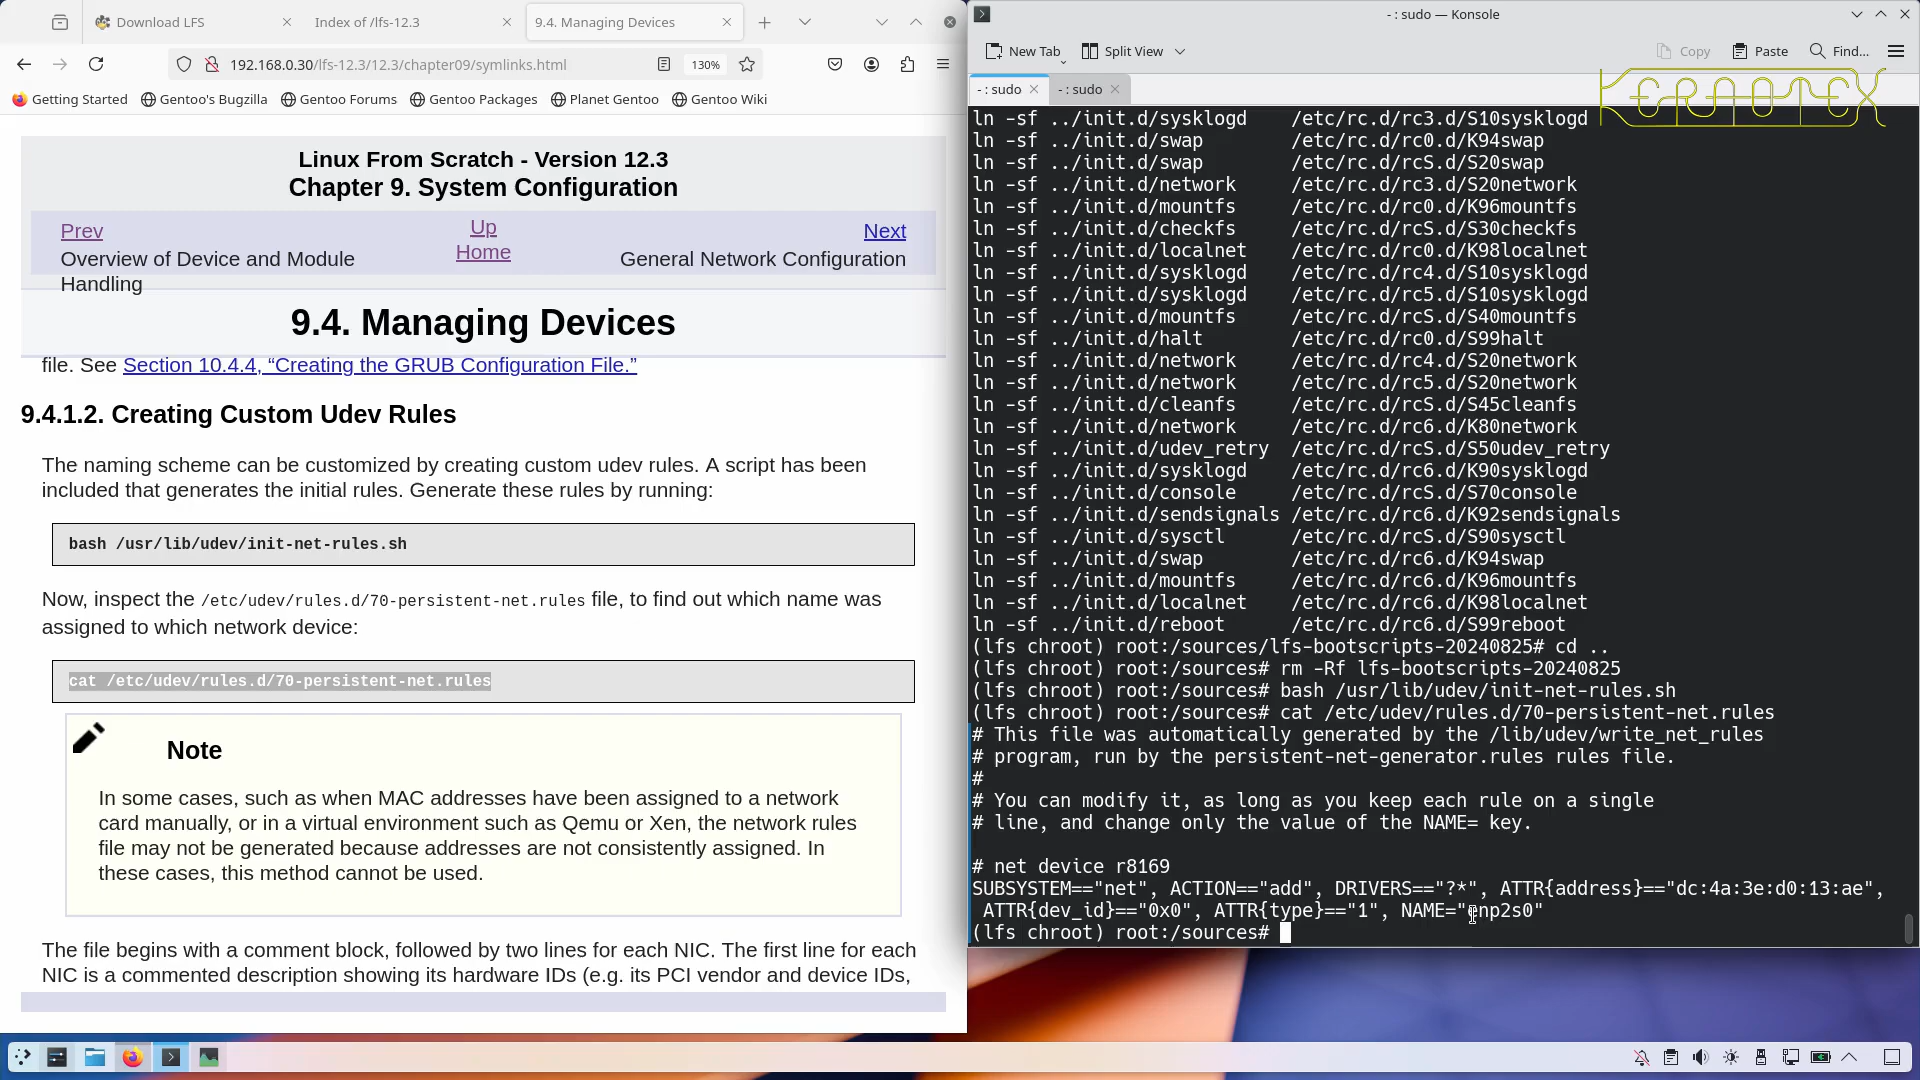 Download LFS
Index of /lfs-12.3
9.4. Managing Devices
192.168.0.30/lfs-12.3/12.3/chapter09/symlinks.html
130%
Getting Started
Gentoo's Bugzilla
Gentoo Forums
Gentoo Packages
Planet Gentoo
Gentoo Wiki
Linux From Scratch - Version 12.3
Chapter 9. System Configuration
Prev
Up
Next
Overview of Device and Module
Handling
Home
General Network Configuration
9.4. Managing Devices
file. See Section 10.4.4, “Creating the GRUB Configuration File.”
9.4.1.2. Creating Custom Udev Rules
The naming scheme can be customized by creating custom udev rules. A script has been
included that generates the initial rules. Generate these rules by running:
bash /usr/lib/udev/init-net-rules.sh
Now, inspect the /etc/udev/rules.d/70-persistent-net.rules file, to find out which name was
assigned to which network device:
cat /etc/udev/rules.d/70-persistent-net.rules
Note
In some cases, such as when MAC addresses have been assigned to a network
card manually, or in a virtual environment such as Qemu or Xen, the network rules
file may not be generated because addresses are not consistently assigned. In
these cases, this method cannot be used.
The file begins with a comment block, followed by two lines for each NIC. The first line for each
NIC is a commented description showing its hardware IDs (e.g. its PCI vendor and device IDs,
- : sudo — Konsole
New Tab
Split View
Copy
Paste
Find...
- : sudo
- : sudo
KEROOTEX
ln -sf ../init.d/sysklogd    /etc/rc.d/rc3.d/S10sysklogd
ln -sf ../init.d/swap        /etc/rc.d/rc0.d/K94swap
ln -sf ../init.d/swap        /etc/rc.d/rcS.d/S20swap
ln -sf ../init.d/network     /etc/rc.d/rc3.d/S20network
ln -sf ../init.d/mountfs     /etc/rc.d/rc0.d/K96mountfs
ln -sf ../init.d/checkfs     /etc/rc.d/rcS.d/S30checkfs
ln -sf ../init.d/localnet    /etc/rc.d/rc0.d/K98localnet
ln -sf ../init.d/sysklogd    /etc/rc.d/rc4.d/S10sysklogd
ln -sf ../init.d/sysklogd    /etc/rc.d/rc5.d/S10sysklogd
ln -sf ../init.d/mountfs     /etc/rc.d/rcS.d/S40mountfs
ln -sf ../init.d/halt        /etc/rc.d/rc0.d/S99halt
ln -sf ../init.d/network     /etc/rc.d/rc4.d/S20network
ln -sf ../init.d/network     /etc/rc.d/rc5.d/S20network
ln -sf ../init.d/cleanfs     /etc/rc.d/rcS.d/S45cleanfs
ln -sf ../init.d/network     /etc/rc.d/rc6.d/K80network
ln -sf ../init.d/udev_retry  /etc/rc.d/rcS.d/S50udev_retry
ln -sf ../init.d/sysklogd    /etc/rc.d/rc6.d/K90sysklogd
ln -sf ../init.d/console     /etc/rc.d/rcS.d/S70console
ln -sf ../init.d/sendsignals /etc/rc.d/rc6.d/K92sendsignals
ln -sf ../init.d/sysctl      /etc/rc.d/rcS.d/S90sysctl
ln -sf ../init.d/swap        /etc/rc.d/rc6.d/K94swap
ln -sf ../init.d/mountfs     /etc/rc.d/rc6.d/K96mountfs
ln -sf ../init.d/localnet    /etc/rc.d/rc6.d/K98localnet
ln -sf ../init.d/reboot      /etc/rc.d/rc6.d/S99reboot
(lfs chroot) root:/sources/lfs-bootscripts-20240825# cd ..
(lfs chroot) root:/sources# rm -Rf lfs-bootscripts-20240825
(lfs chroot) root:/sources# bash /usr/lib/udev/init-net-rules.sh
(lfs chroot) root:/sources# cat /etc/udev/rules.d/70-persistent-net.rules
# This file was automatically generated by the /lib/udev/write_net_rules
# program, run by the persistent-net-generator.rules rules file.
#
# You can modify it, as long as you keep each rule on a single
# line, and change only the value of the NAME= key.
# net device r8169
SUBSYSTEM=="net", ACTION=="add", DRIVERS=="?*", ATTR{address}=="dc:4a:3e:d0:13:ae",
ATTR{dev_id}=="0x0", ATTR{type}=="1", NAME="enp2s0"
(lfs chroot) root:/sources#